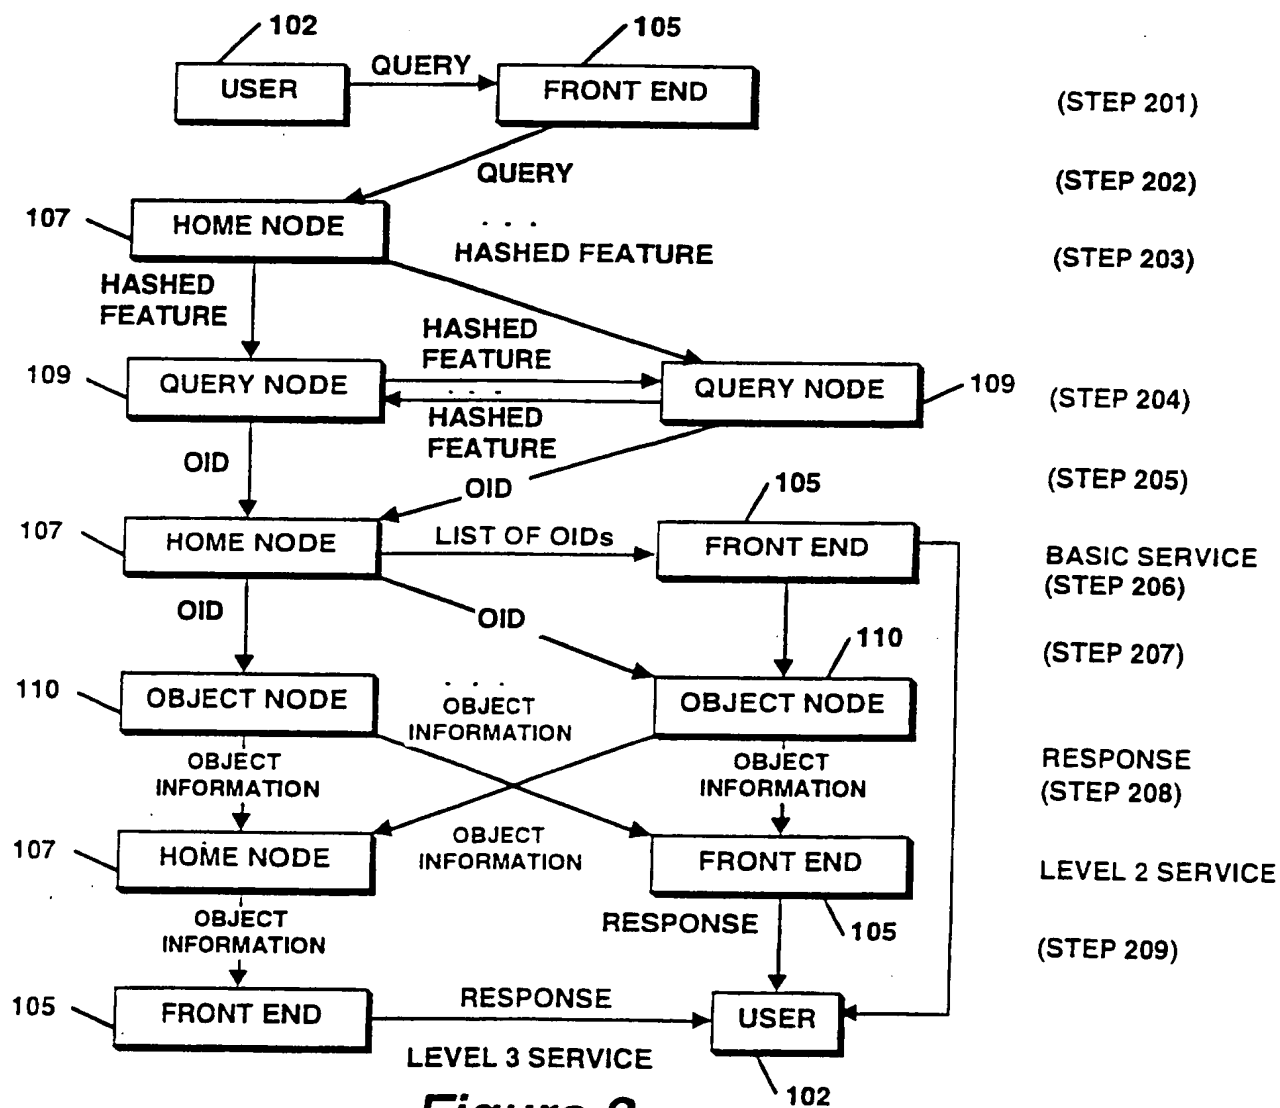 102
105
USER
QUERY
FRONT END
(STEP 201)
QUERY
(STEP 202)
107
HOME NODE
. . .
HASHED FEATURE
(STEP 203)
HASHED
FEATURE
HASHED
FEATURE
109
QUERY NODE
. . .
QUERY NODE
109
(STEP 204)
HASHED
FEATURE
OID
OID
105
(STEP 205)
107
HOME NODE
LIST OF OIDs
FRONT END
BASIC SERVICE
(STEP 206)
OID
OID
110
(STEP 207)
110
OBJECT NODE
. . .
OBJECT
INFORMATION
OBJECT NODE
OBJECT
INFORMATION
OBJECT
INFORMATION
RESPONSE
(STEP 208)
107
HOME NODE
OBJECT
INFORMATION
FRONT END
LEVEL 2 SERVICE
OBJECT
INFORMATION
RESPONSE
105
(STEP 209)
105
FRONT END
RESPONSE
USER
LEVEL 3 SERVICE
102
Figure